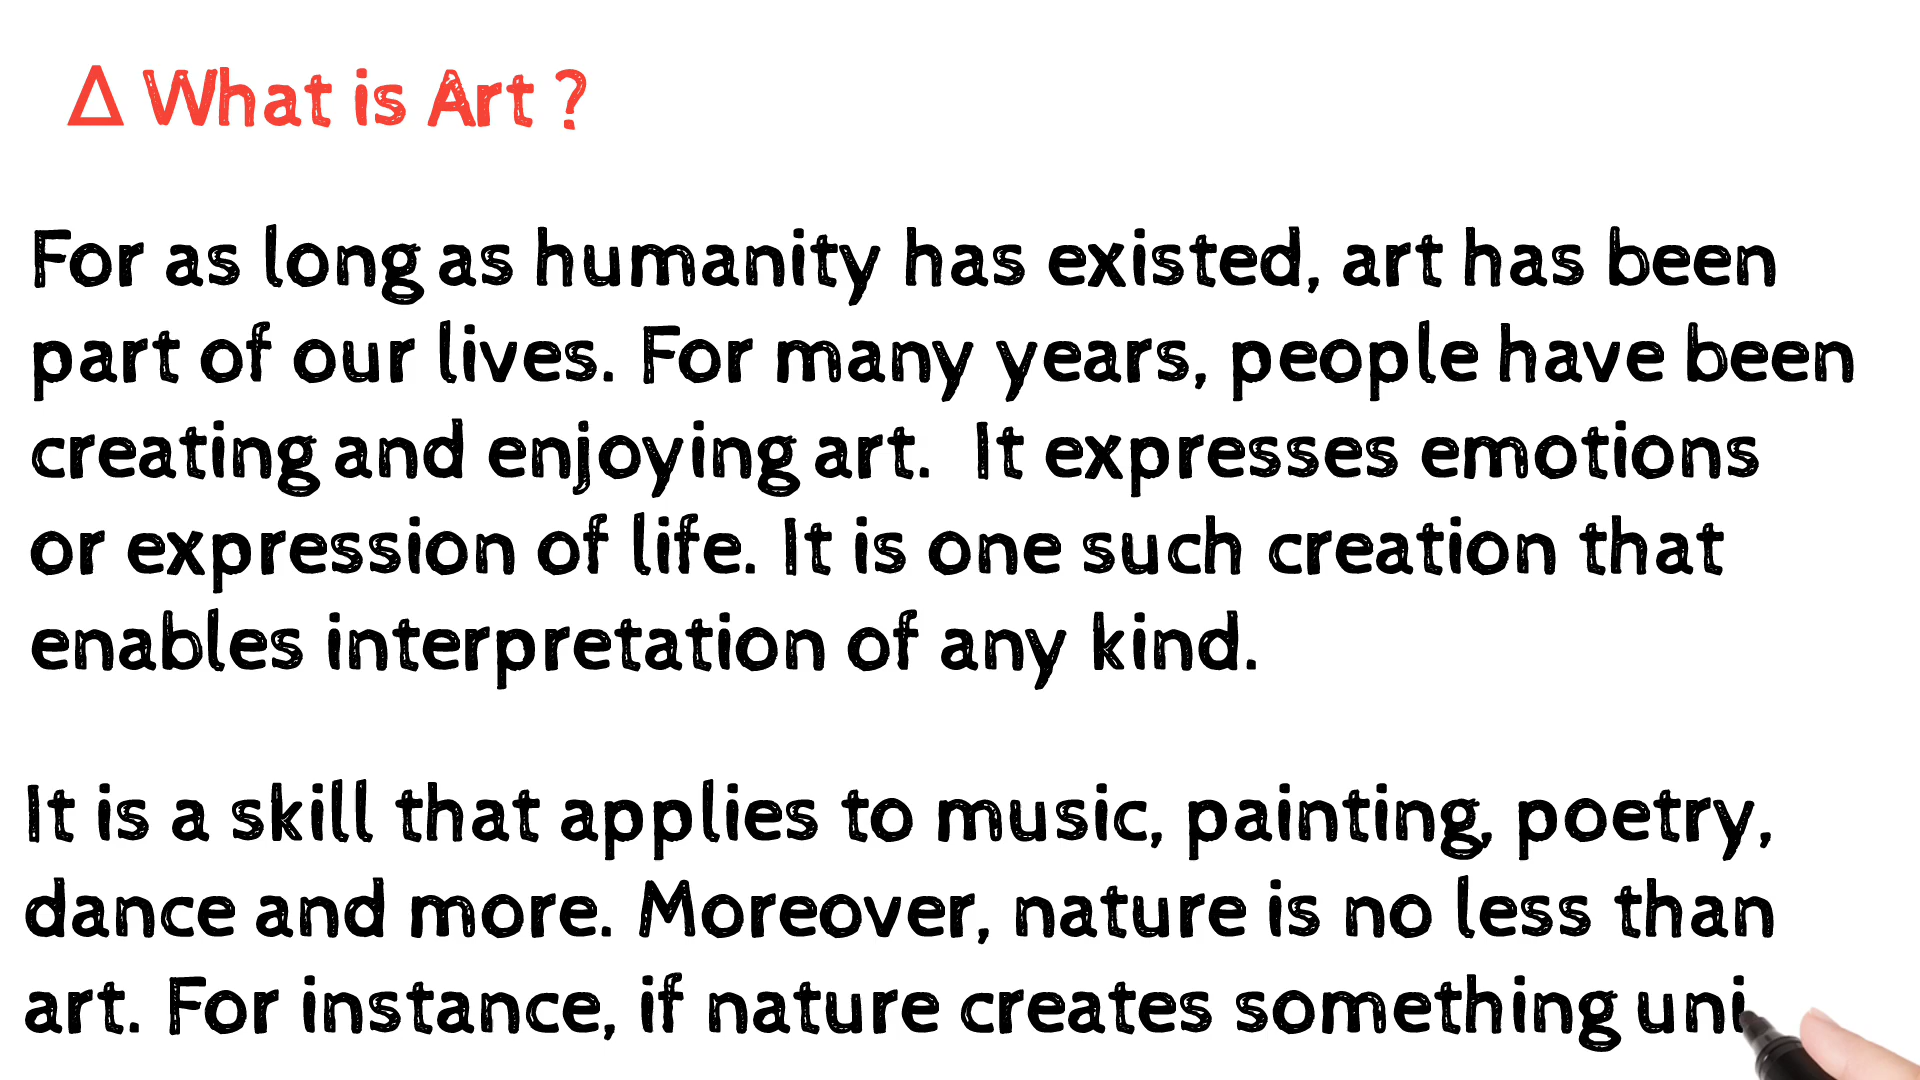 Δ What is Art ?
For as long as humanity has existed, art has been
part of our lives. For many years, people have been
creating and enjoying art.  It expresses emotions
or expression of life. It is one such creation that
enables interpretation of any kind.
It is a skill that applies to music, painting, poetry,
dance and more. Moreover, nature is no less than
art. For instance, if nature creates something uni